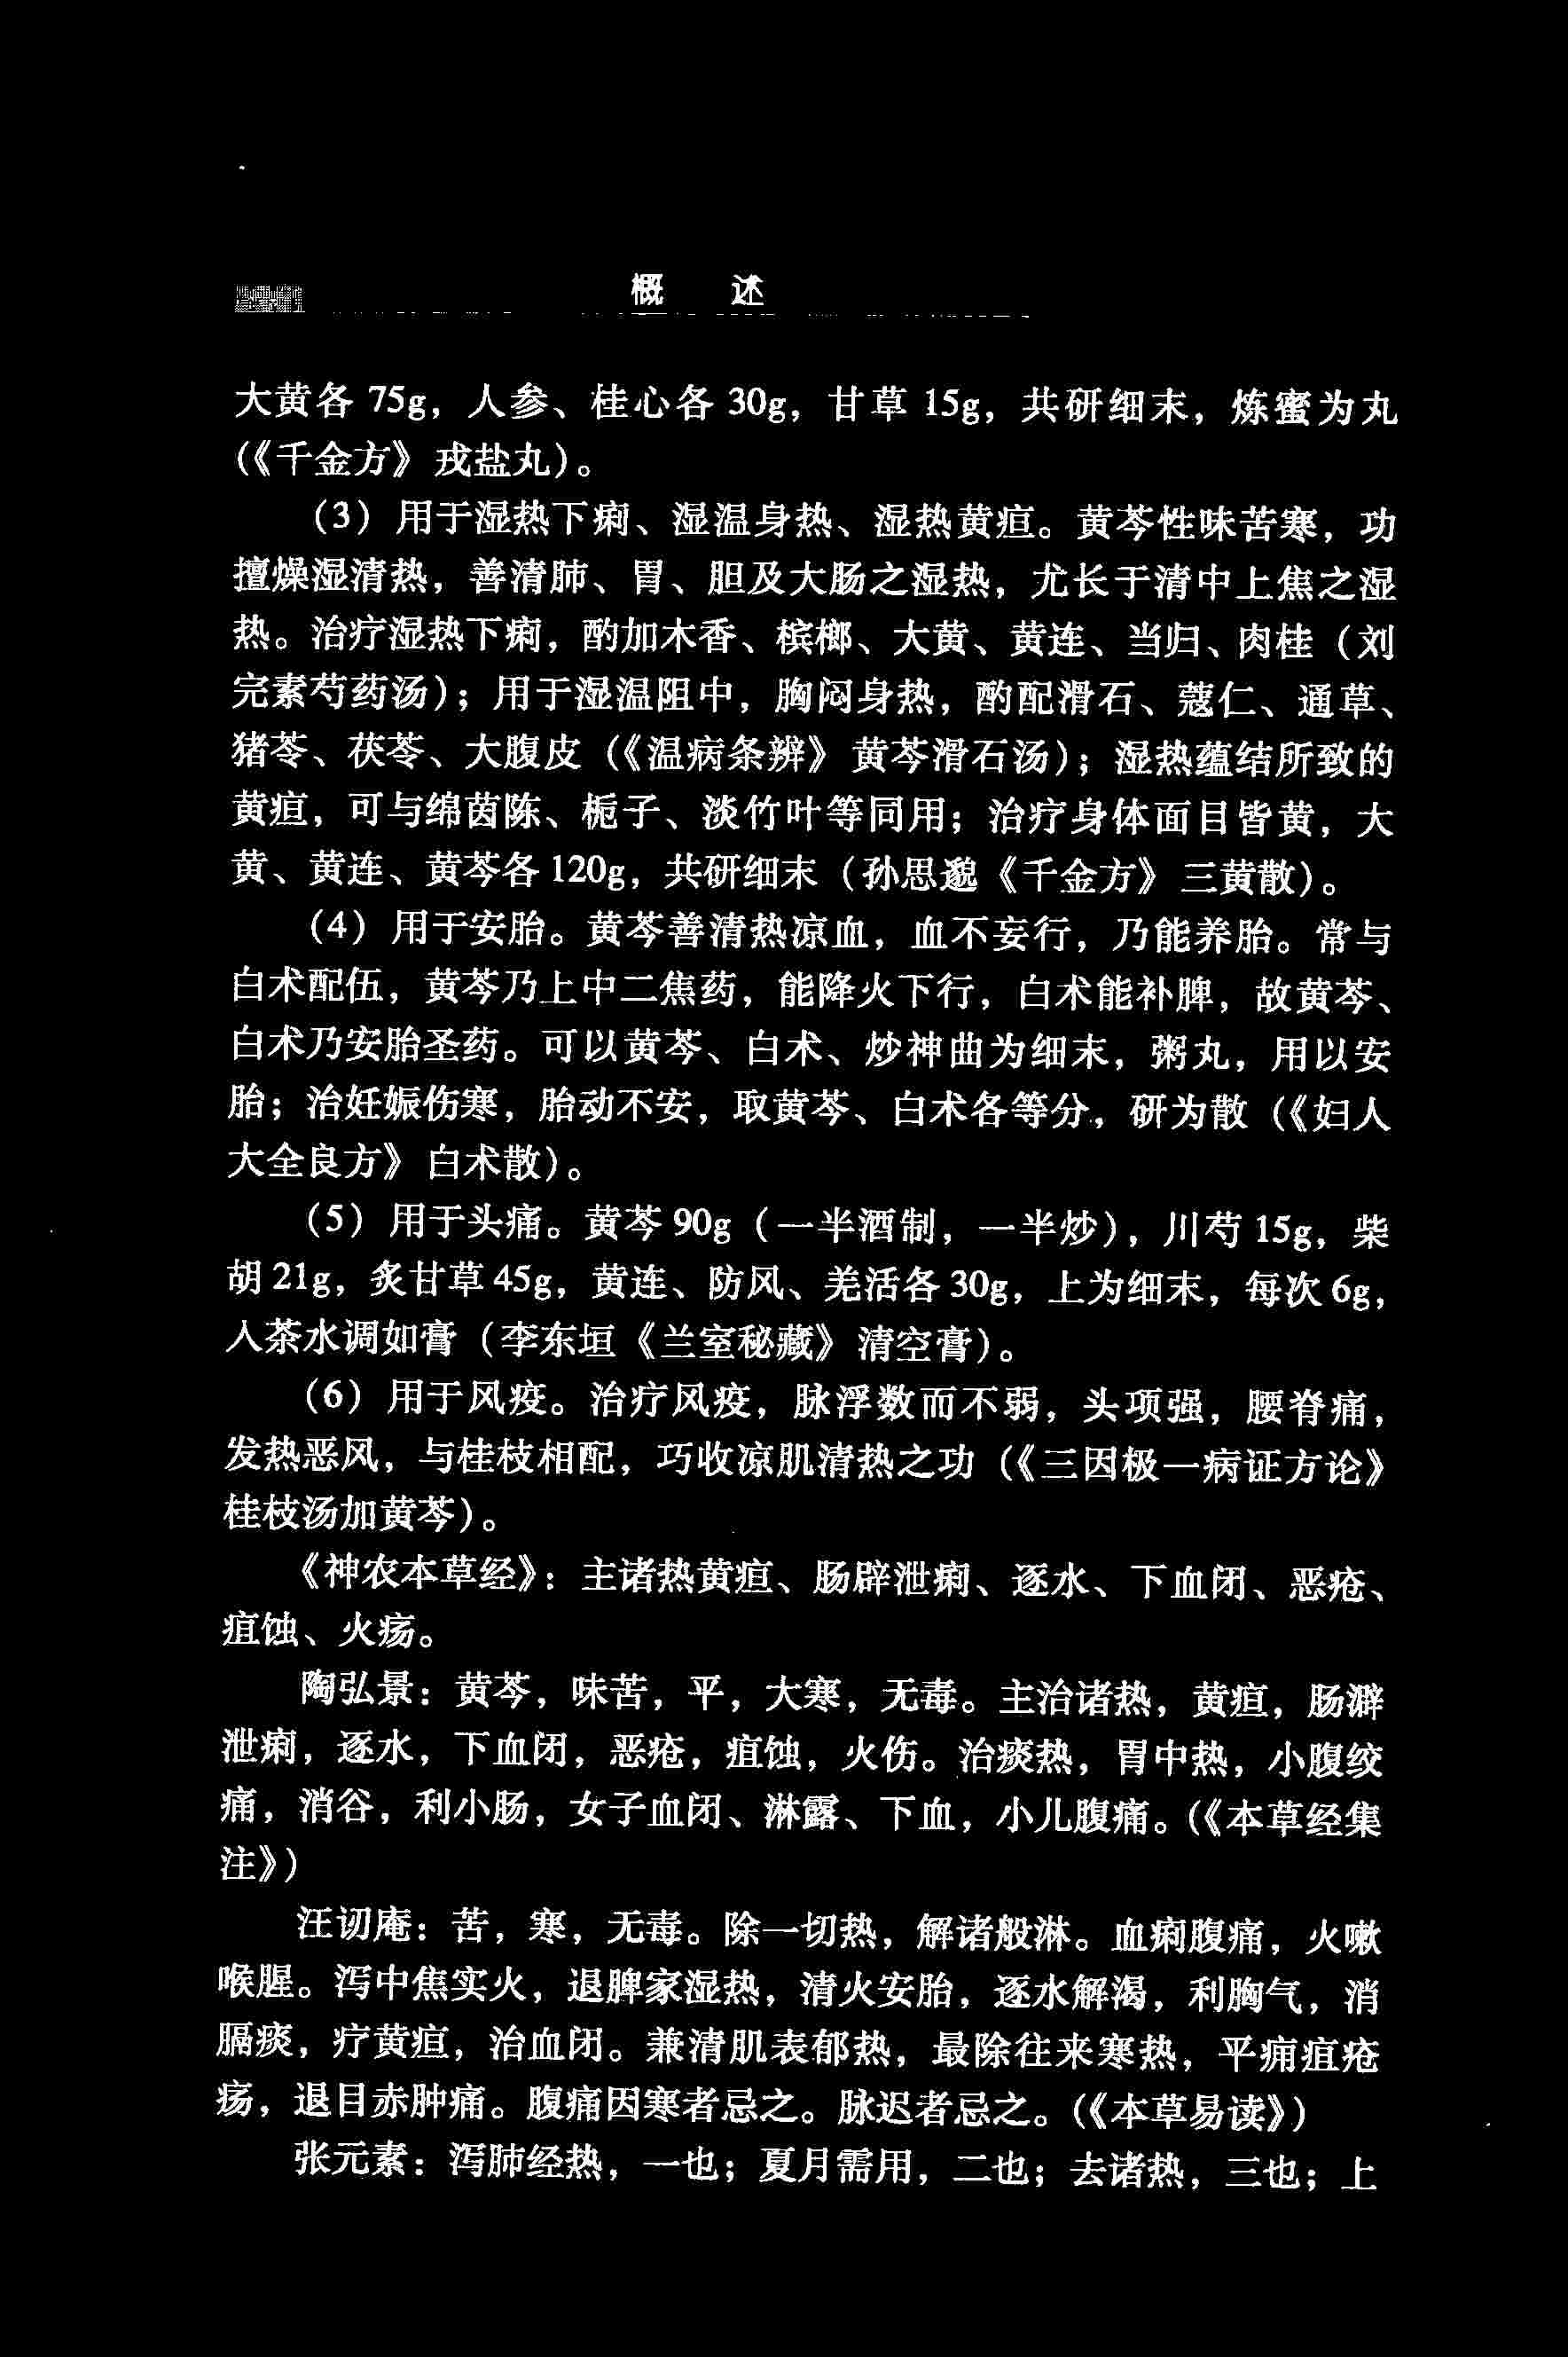 概 述
大黄各 75g，人参、桂心各 30g，甘草 15g，共研细末，炼蜜为丸
（《千金方》戎盐丸）。
（3）用于湿热下痢、湿温身热、湿热黄疸。黄芩性味苦寒，功
擅燥湿清热，善清肺、胃、胆及大肠之湿热，尤长于清中上焦之湿
热。治疗湿热下痢，酌加木香、槟榔、大黄、黄连、当归、肉桂（刘
完素芍药汤）；用于湿温阻中，胸闷身热，酌配滑石、蔻仁、通草、
猪苓、茯苓、大腹皮（《温病条辨》黄芩滑石汤）；湿热蕴结所致的
黄疸，可与绵茵陈、栀子、淡竹叶等同用；治疗身体面目皆黄，大
黄、黄连、黄芩各 120g，共研细末（孙思邈《千金方》三黄散）。
（4）用于安胎。黄芩善清热凉血，血不妄行，乃能养胎。常与
白术配伍，黄芩乃上中二焦药，能降火下行，白术能补脾，故黄芩、
白术乃安胎圣药。可以黄芩、白术、炒神曲为细末，粥丸，用以安
胎；治妊娠伤寒，胎动不安，取黄芩、白术各等分，研为散（《妇人
大全良方》白术散）。
（5）用于头痛。黄芩 90g（一半酒制，一半炒），川芎 15g，柴
胡 21g，炙甘草 45g，黄连、防风、羌活各 30g，上为细末，每次 6g，
入茶水调如膏（李东垣《兰室秘藏》清空膏）。
（6）用于风疫。治疗风疫，脉浮数而不弱，头项强，腰脊痛，
发热恶风，与桂枝相配，巧收凉肌清热之功（《三因极一病证方论》
桂枝汤加黄芩）。
《神农本草经》：主诸热黄疸、肠辟泄痢、逐水、下血闭、恶疮、
疽蚀、火疡。
陶弘景：黄芩，味苦，平，大寒，无毒。主治诸热，黄疸，肠澼
泄痢，逐水，下血闭，恶疮，疽蚀，火伤。治痰热，胃中热，小腹绞
痛，消谷，利小肠，女子血闭、淋露、下血，小儿腹痛。（《本草经集
注》）
汪讱庵：苦，寒，无毒。除一切热，解诸般淋。血痢腹痛，火嗽
喉腥。泻中焦实火，退脾家湿热，清火安胎，逐水解渴，利胸气，消
膈痰，疗黄疸，治血闭。兼清肌表郁热，最除往来寒热，平痈疽疮
疡，退目赤肿痛。腹痛因寒者忌之。脉迟者忌之。（《本草易读》）
张元素：泻肺经热，一也；夏月需用，二也；去诸热，三也；上